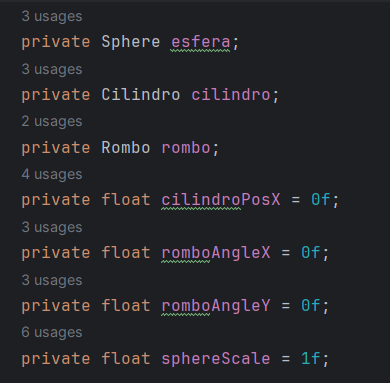 3 usages
private Sphere esfera;
3 usages
private Cilindro cilindro;
2 usages
private Rombo rombo;
4 usages
private float cilindroPosX = 0f;
3 usages
private float romboAngleX = 0f;
3 usages
private float romboAngleY = 0f;
6 usages
private float sphereScale = 1f;